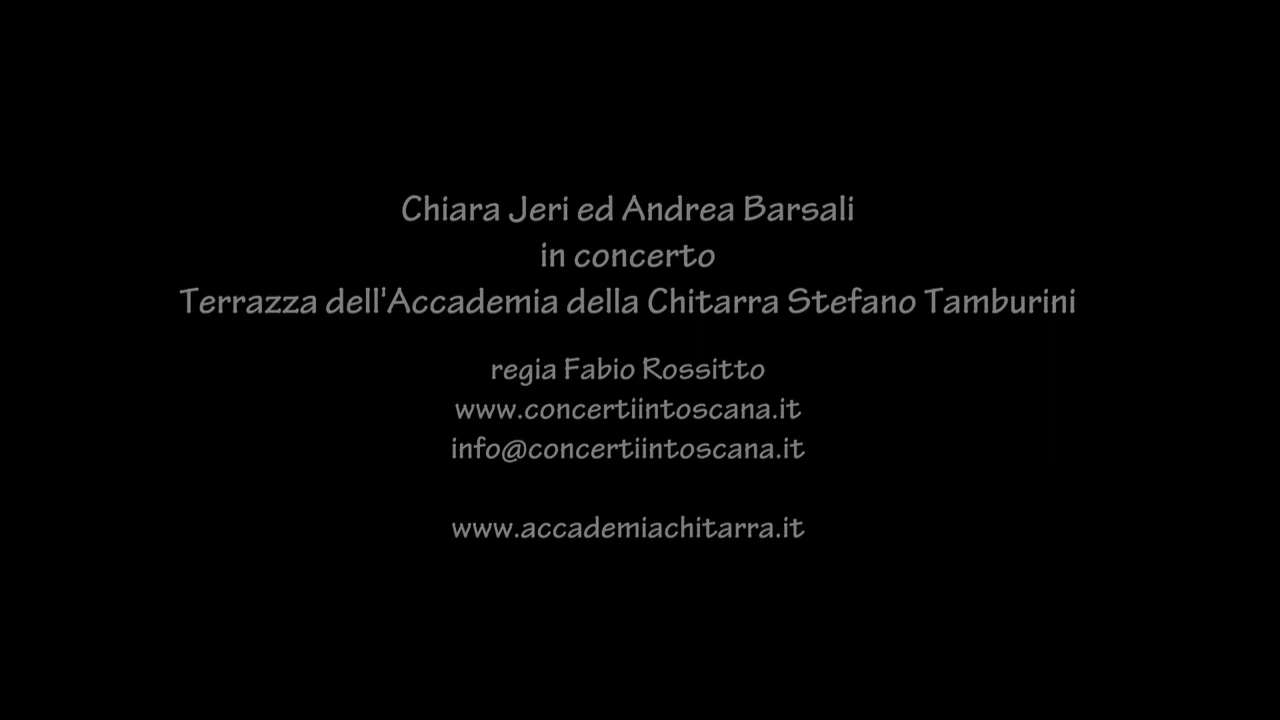 Chiara Jeri ed Andrea Barsali
in concerto
Terrazza dell'Accademia della Chitarra Stefano Tamburini
regia Fabio Rossitto
www.concertiintoscana.it
info@concertiintoscana.it
www.accademiachitarra.it